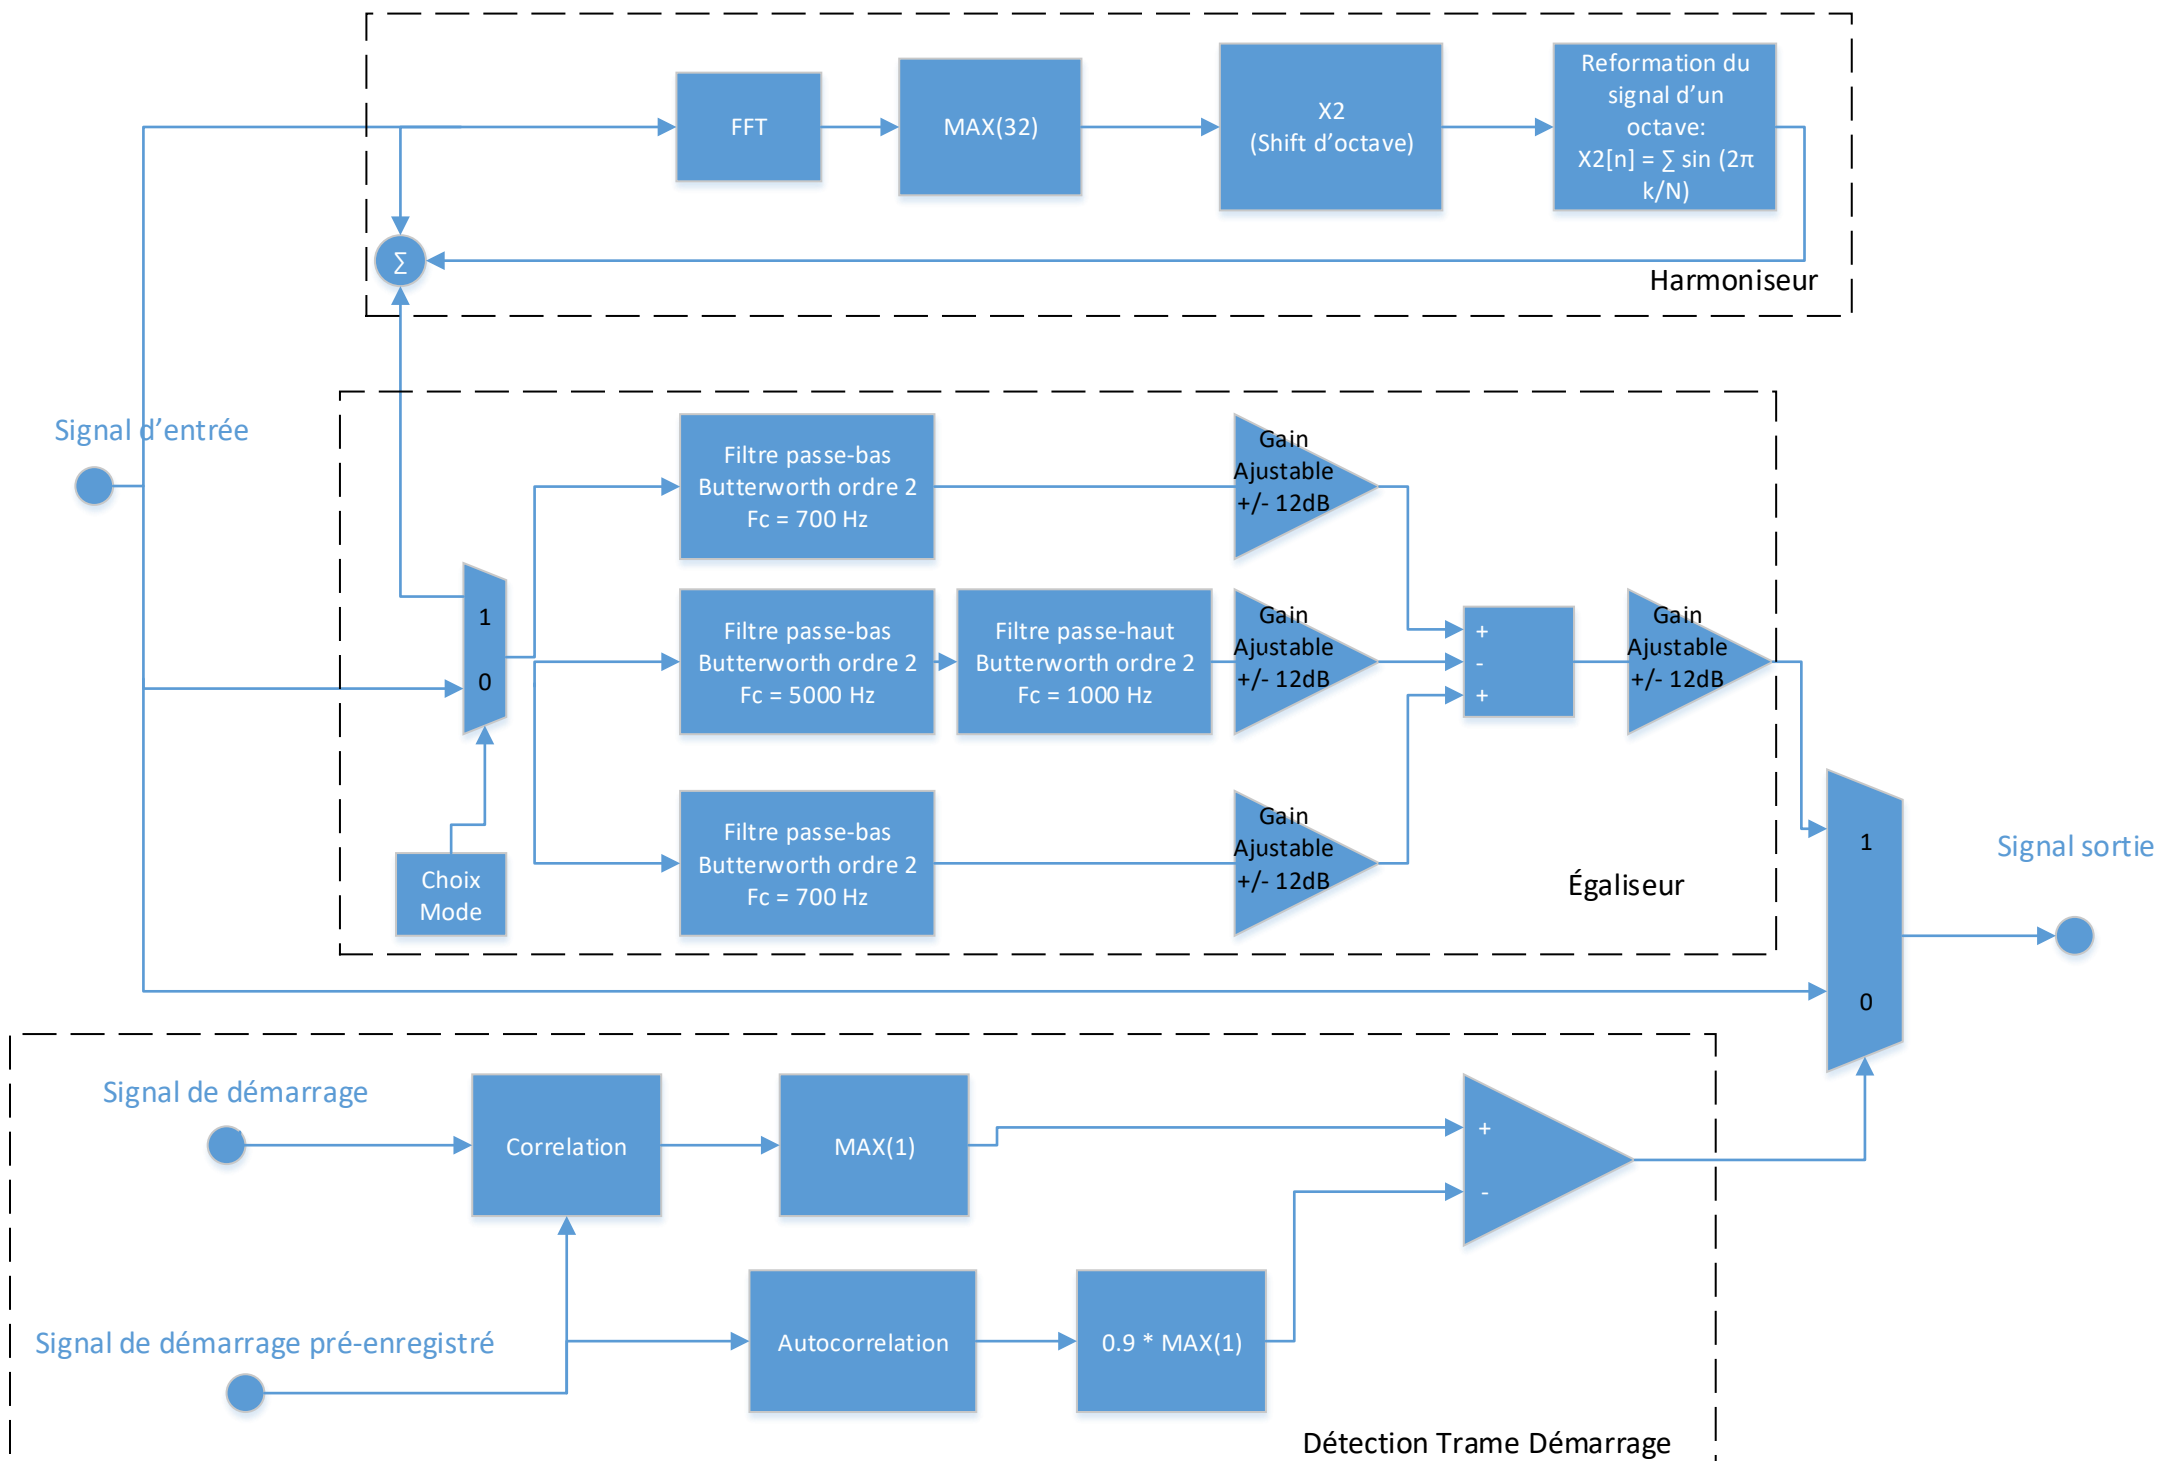 FFT
MAX(32)
X2
(Shift d'octave)
Reformation du
signal d'un
octave:
X2[n] = ∑ sin (2π
k/N)
∑
Harmoniseur
Signal d'entrée
Filtre passe-bas
Butterworth ordre 2
Fc = 700 Hz
Gain
Ajustable
+/- 12dB
1
0
Filtre passe-bas
Butterworth ordre 2
Fc = 5000 Hz
Filtre passe-haut
Butterworth ordre 2
Fc = 1000 Hz
Gain
Ajustable
+/- 12dB
+
-
+
Gain
Ajustable
+/- 12dB
Choix
Mode
Filtre passe-bas
Butterworth ordre 2
Fc = 700 Hz
Gain
Ajustable
+/- 12dB
Égaliseur
1
0
Signal sortie
Signal de démarrage
Correlation
MAX(1)
+
-
Signal de démarrage pré-enregistré
Autocorrelation
0.9 * MAX(1)
Détection Trame Démarrage